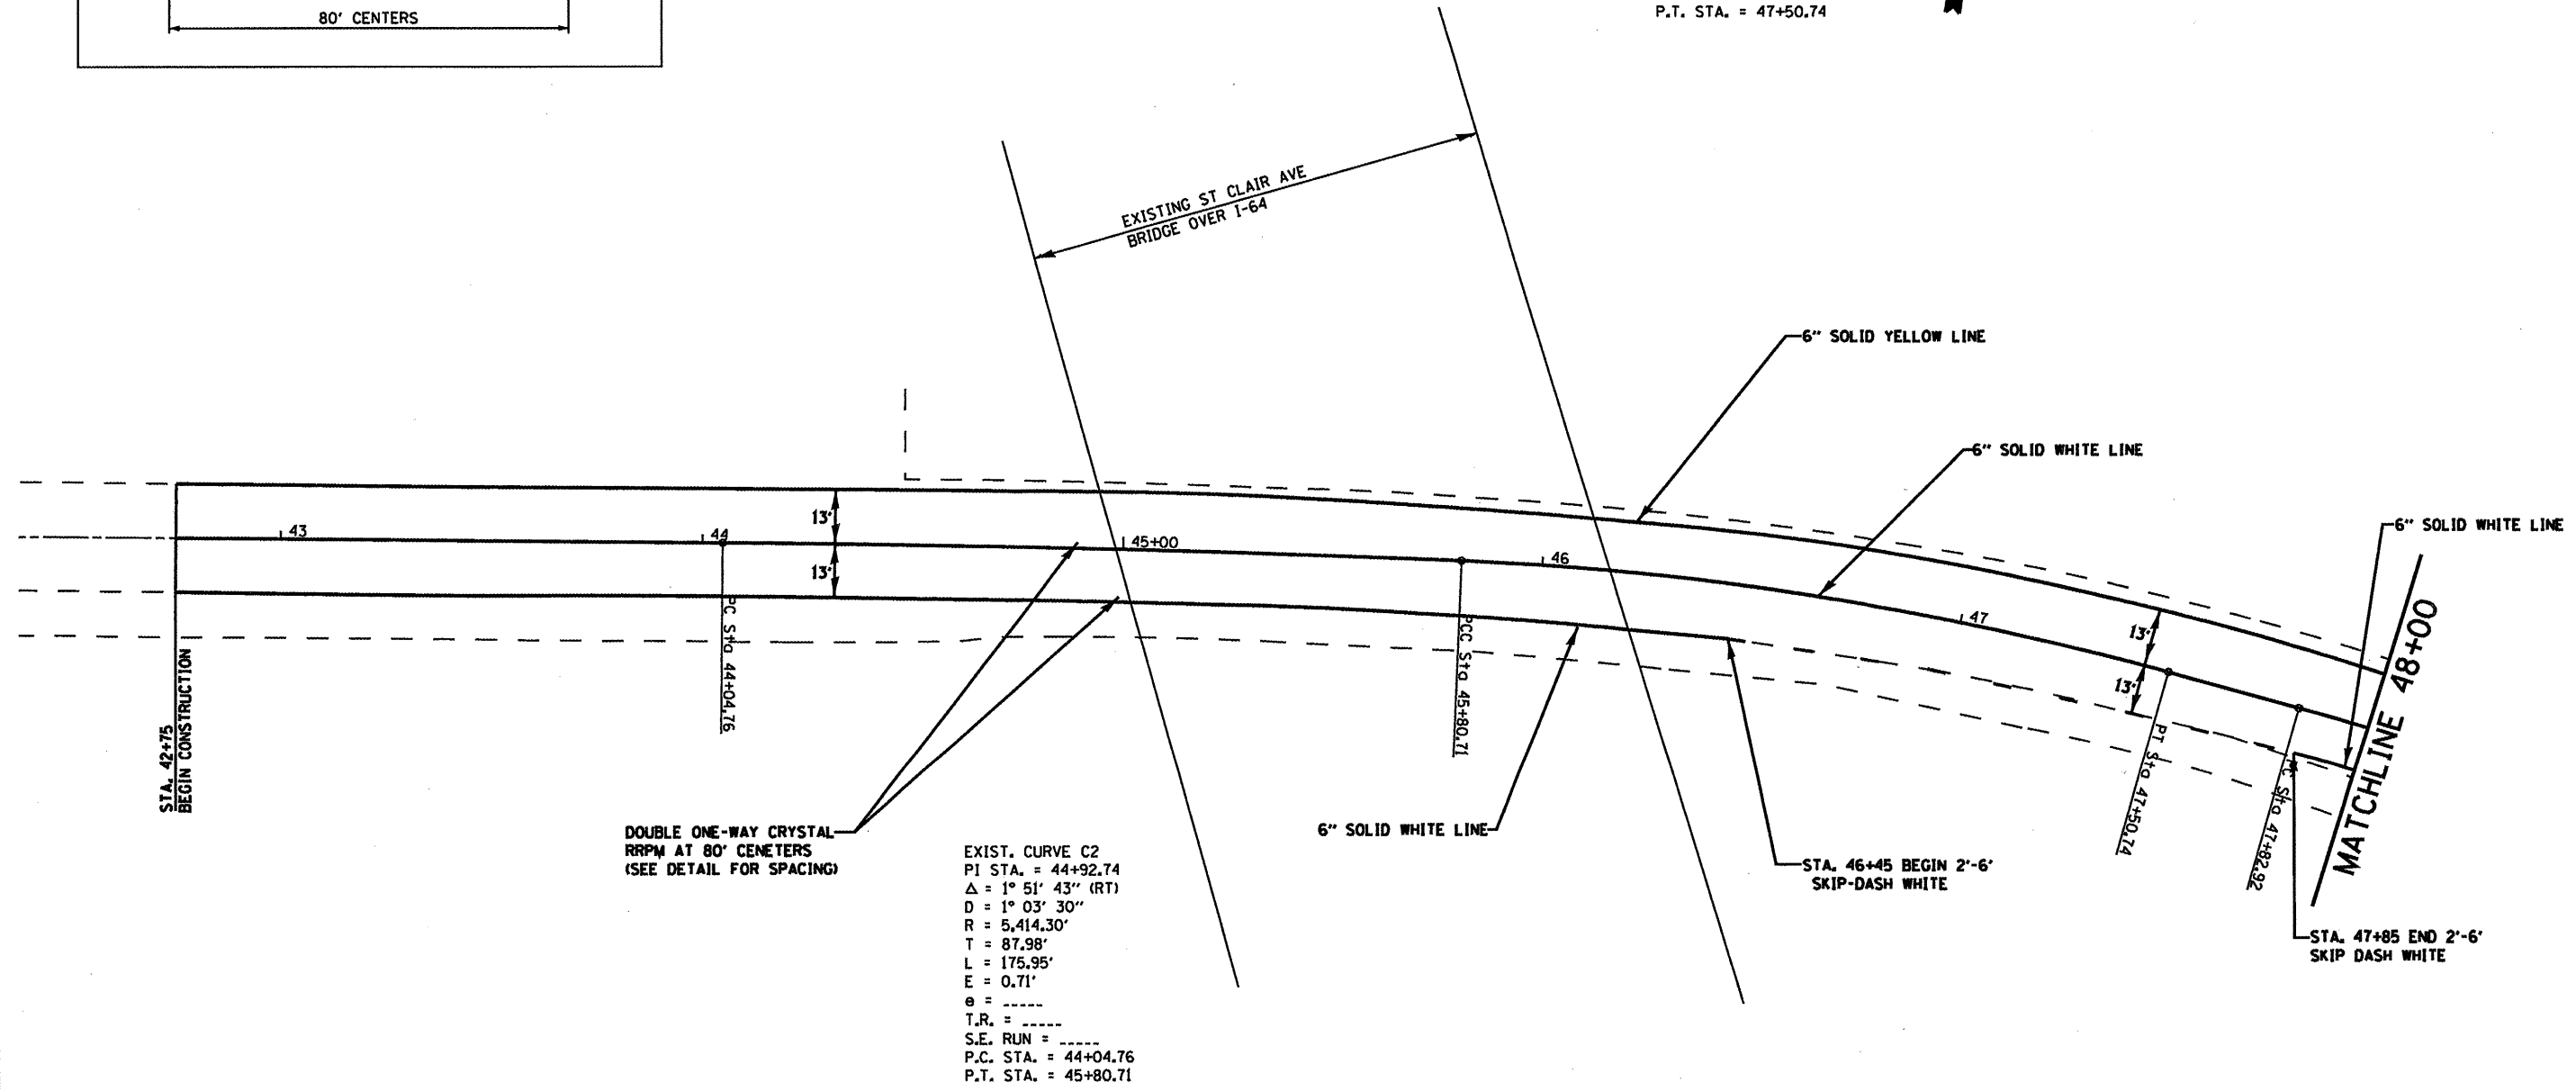 80' CENTERS
P.T. STA. = 47+50.74
EXISTING ST CLAIR AVE
BRIDGE OVER I-64
6" SOLID YELLOW LINE
6" SOLID WHITE LINE
6" SOLID WHITE LINE
43
44
45+00
46
47
13'
13'
13'
13'
PC Sta 44+04.76
PCC Sta 45+80.71
PT Sta 47+50.74
PC Sta 47+82.92
MATCHLINE 48+00
STA. 42+75
BEGIN CONSTRUCTION
DOUBLE ONE-WAY CRYSTAL
RRPM AT 80' CENETERS
(SEE DETAIL FOR SPACING)
6" SOLID WHITE LINE
STA. 46+45 BEGIN 2'-6'
SKIP-DASH WHITE
STA. 47+85 END 2'-6'
SKIP DASH WHITE
EXIST. CURVE C2
PI STA. = 44+92.74
Δ = 1° 51' 43" (RT)
D = 1° 03' 30"
R = 5,414.30'
T = 87.98'
L = 175.95'
E = 0.71'
e = -----
T.R. = -----
S.E. RUN = -----
P.C. STA. = 44+04.76
P.T. STA. = 45+80.71